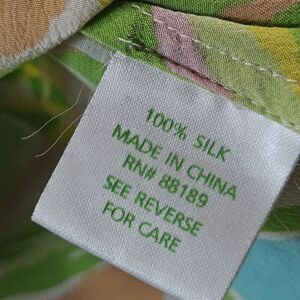 100% SILK
MADE IN CHINA
RN# 88189
SEE REVERSE
FOR CARE